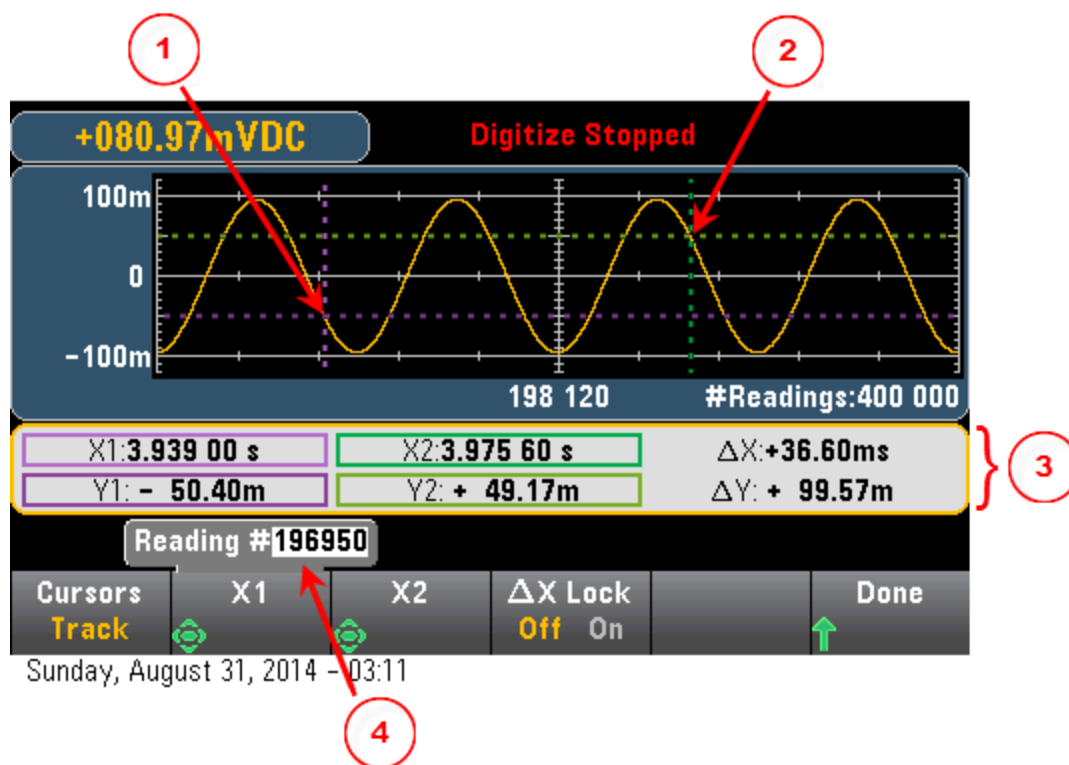 1
2
+080.97mVDC
Digitize Stopped
100m
0
-100m
198 120 #Readings:400 000
X1:3.939 00 s X2:3.975 60 s ΔX:+36.60ms
Y1: - 50.40m Y2: + 49.17m ΔY: + 99.57m
3
Reading #196950
Cursors X1 X2 ΔX Lock Done
Track Off On
Sunday, August 31, 2014 - 03:11
4